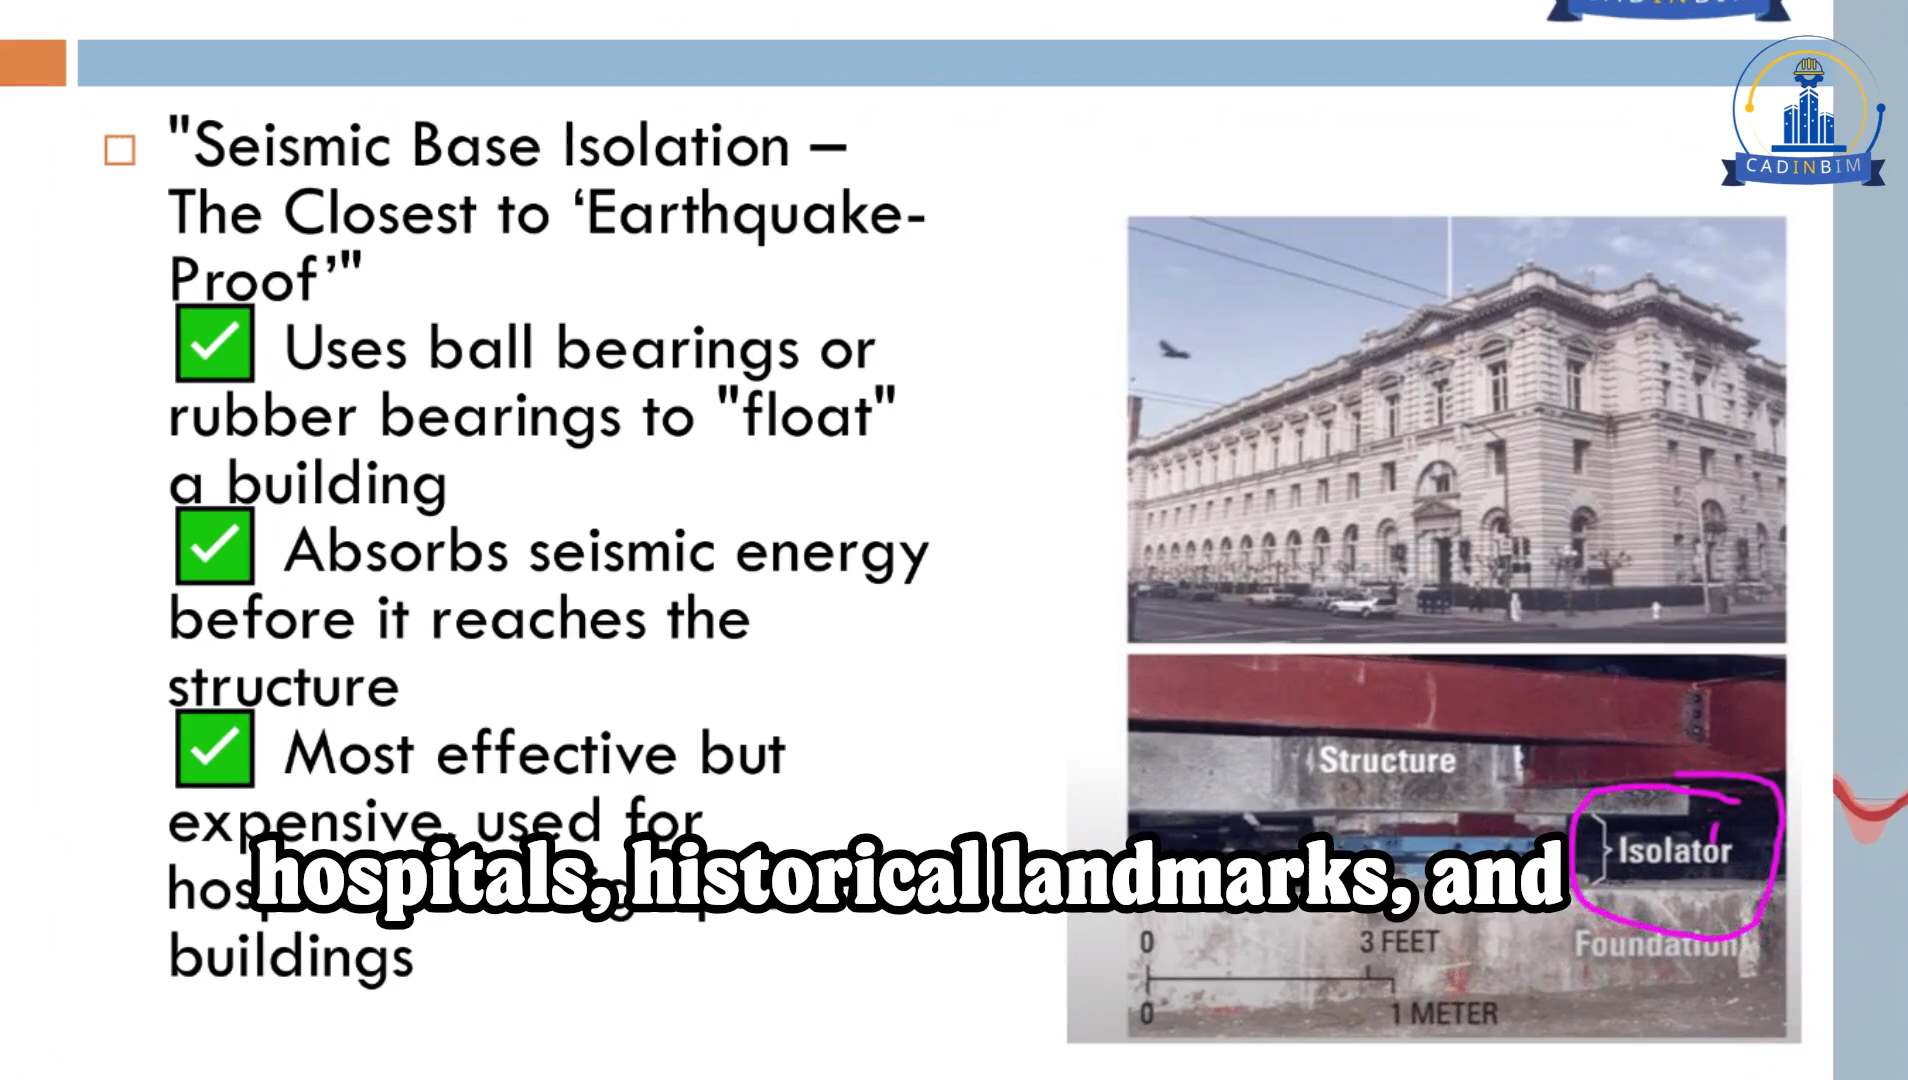 CADINBIM
"Seismic Base Isolation –
The Closest to ‘Earthquake-
Proof’"
Uses ball bearings or
rubber bearings to "float"
a building
Absorbs seismic energy
before it reaches the
structure
Most effective but
expensive, used for
buildings
hospitals, historical landmarks, and
Structure
Isolator
Foundation
0 3 FEET
0 1 METER